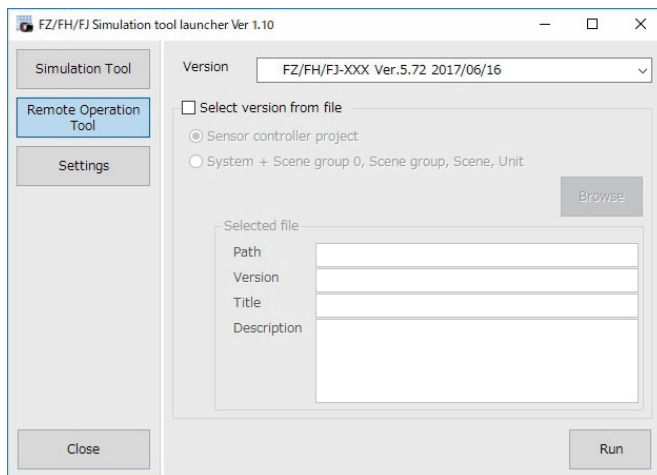 FZ/FH/FJ Simulation tool launcher Ver 1.10
Simulation Tool
Remote Operation
Tool
Settings
Close
Version
FZ/FH/FJ-XXX Ver.5.72 2017/06/16
Select version from file
Sensor controller project
System + Scene group 0, Scene group, Scene, Unit
Browse
Selected file
Path
Version
Title
Description
Run